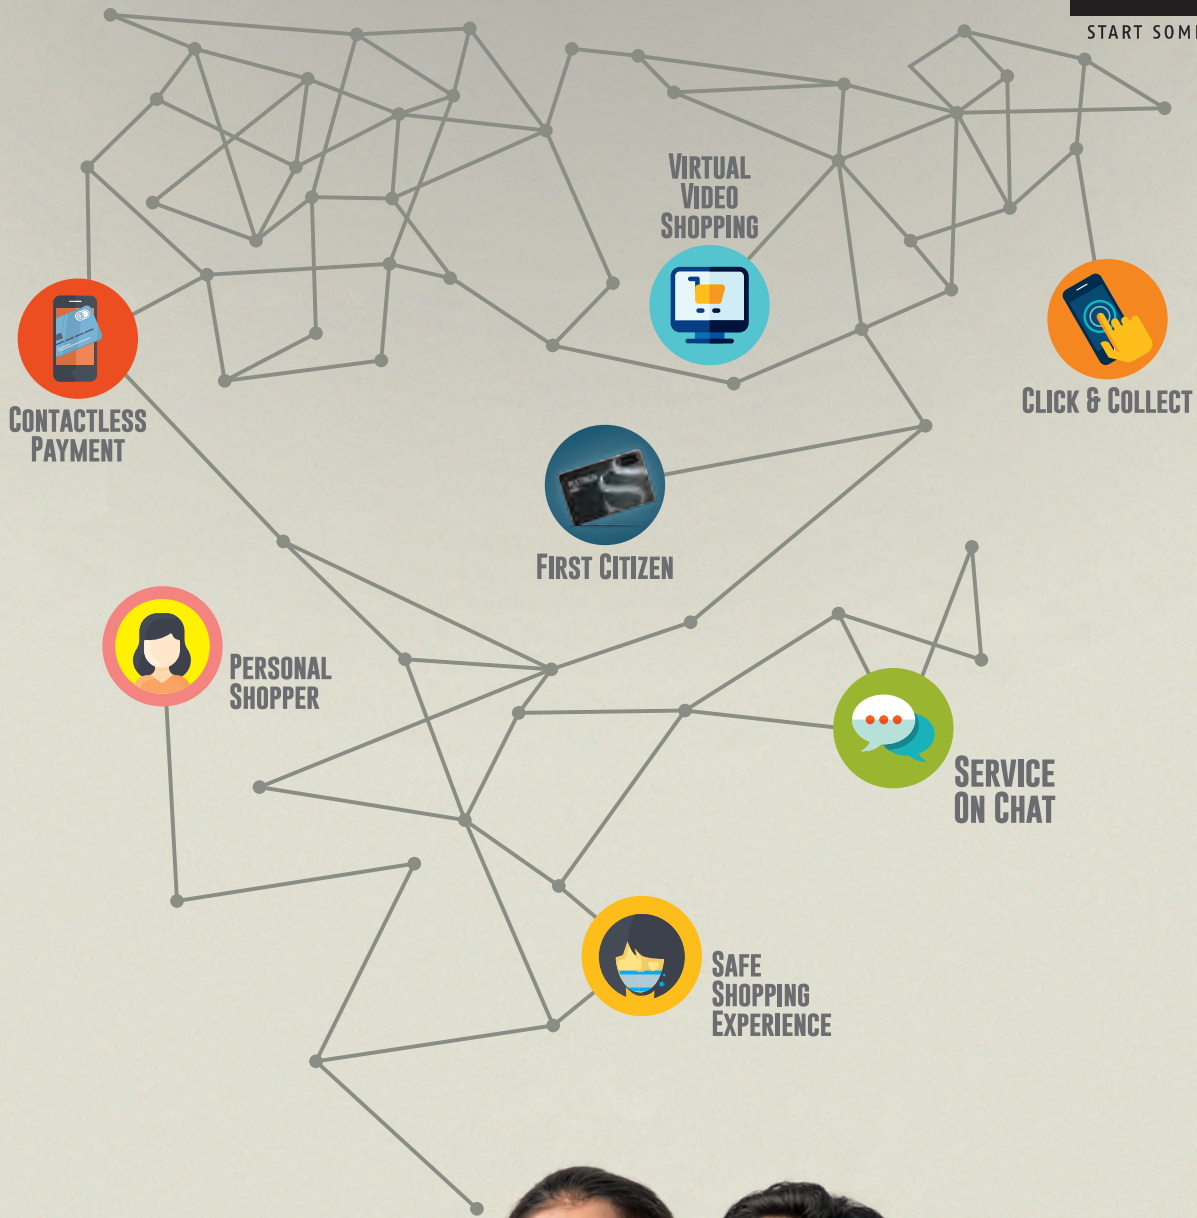 START SOM
VIRTUAL
VIDEO
SHOPPING
CONTACTLESS
PAYMENT
CLICK & COLLECT
FIRST CITIZEN
PERSONAL
SHOPPER
SERVICE
ON CHAT
SAFE
SHOPPING
EXPERIENCE